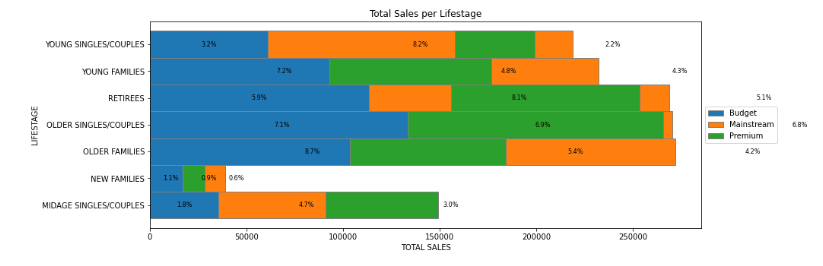 Total Sales per Lifestage
YOUNG SINGLES/COUPLES 3.2% 8.2% 2.2%
YOUNG FAMILIES 7.2% 4.8% 4.3%
RETIREES 5.9% 8.1% 5.1%
OLDER SINGLES/COUPLES 7.1% 6.9% 6.8%
OLDER FAMILIES 8.7% 5.4% 4.2%
NEW FAMILIES 1.1% 0.9% 0.6%
MIDAGE SINGLES/COUPLES 1.8% 4.7% 3.0%
LIFESTAGE
0 50000 100000 150000 200000 250000
TOTAL SALES
Budget
Mainstream
Premium